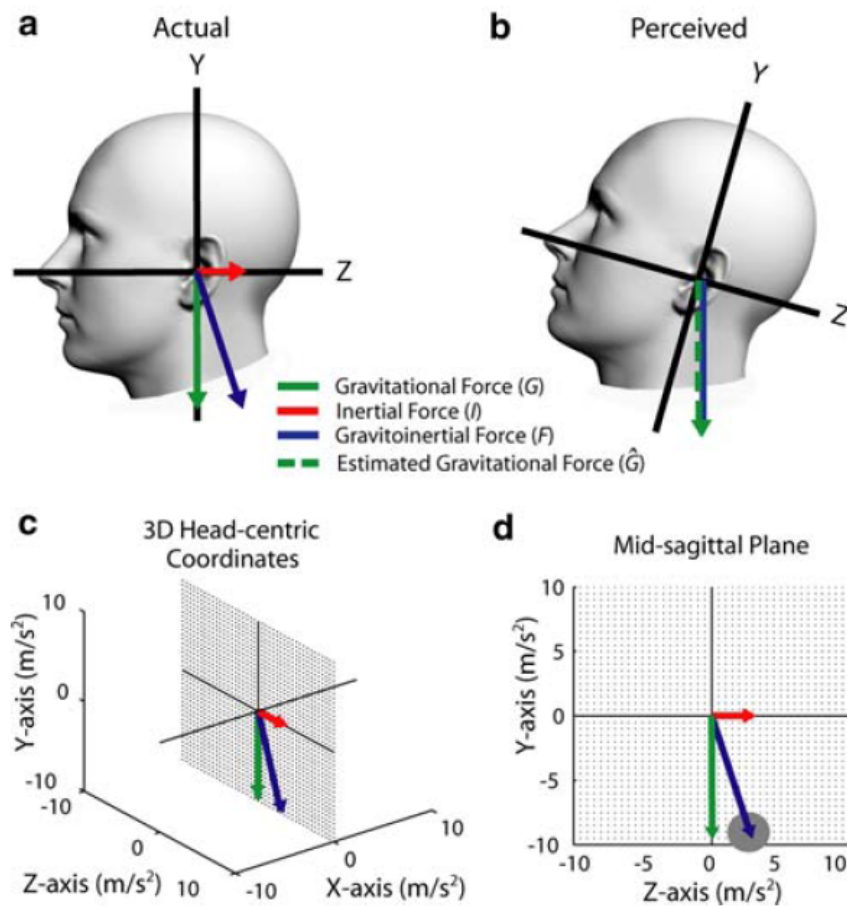 a
Actual
Y
Z
b
Perceived
Y
Z
Gravitational Force (G)
Inertial Force (I)
Gravitoinertial Force (F)
Estimated Gravitational Force (Ĝ)
c
3D Head-centric
Coordinates
Y-axis (m/s²)
10
0
-10
-10
0
10
Z-axis (m/s²)
-10
0
10
X-axis (m/s²)
d
Mid-sagittal Plane
Y-axis (m/s²)
10
5
0
-5
-10
-10 -5 0 5 10
Z-axis (m/s²)